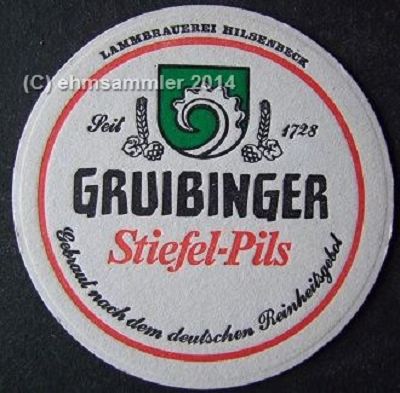 LAMMBRAUEREI HILSENBECK
(C) ehmsammler 2014
Seit 1728
GRUIBINGER
Stiefel-Pils
Gebraut nach dem deutschen Reinheitsgebot